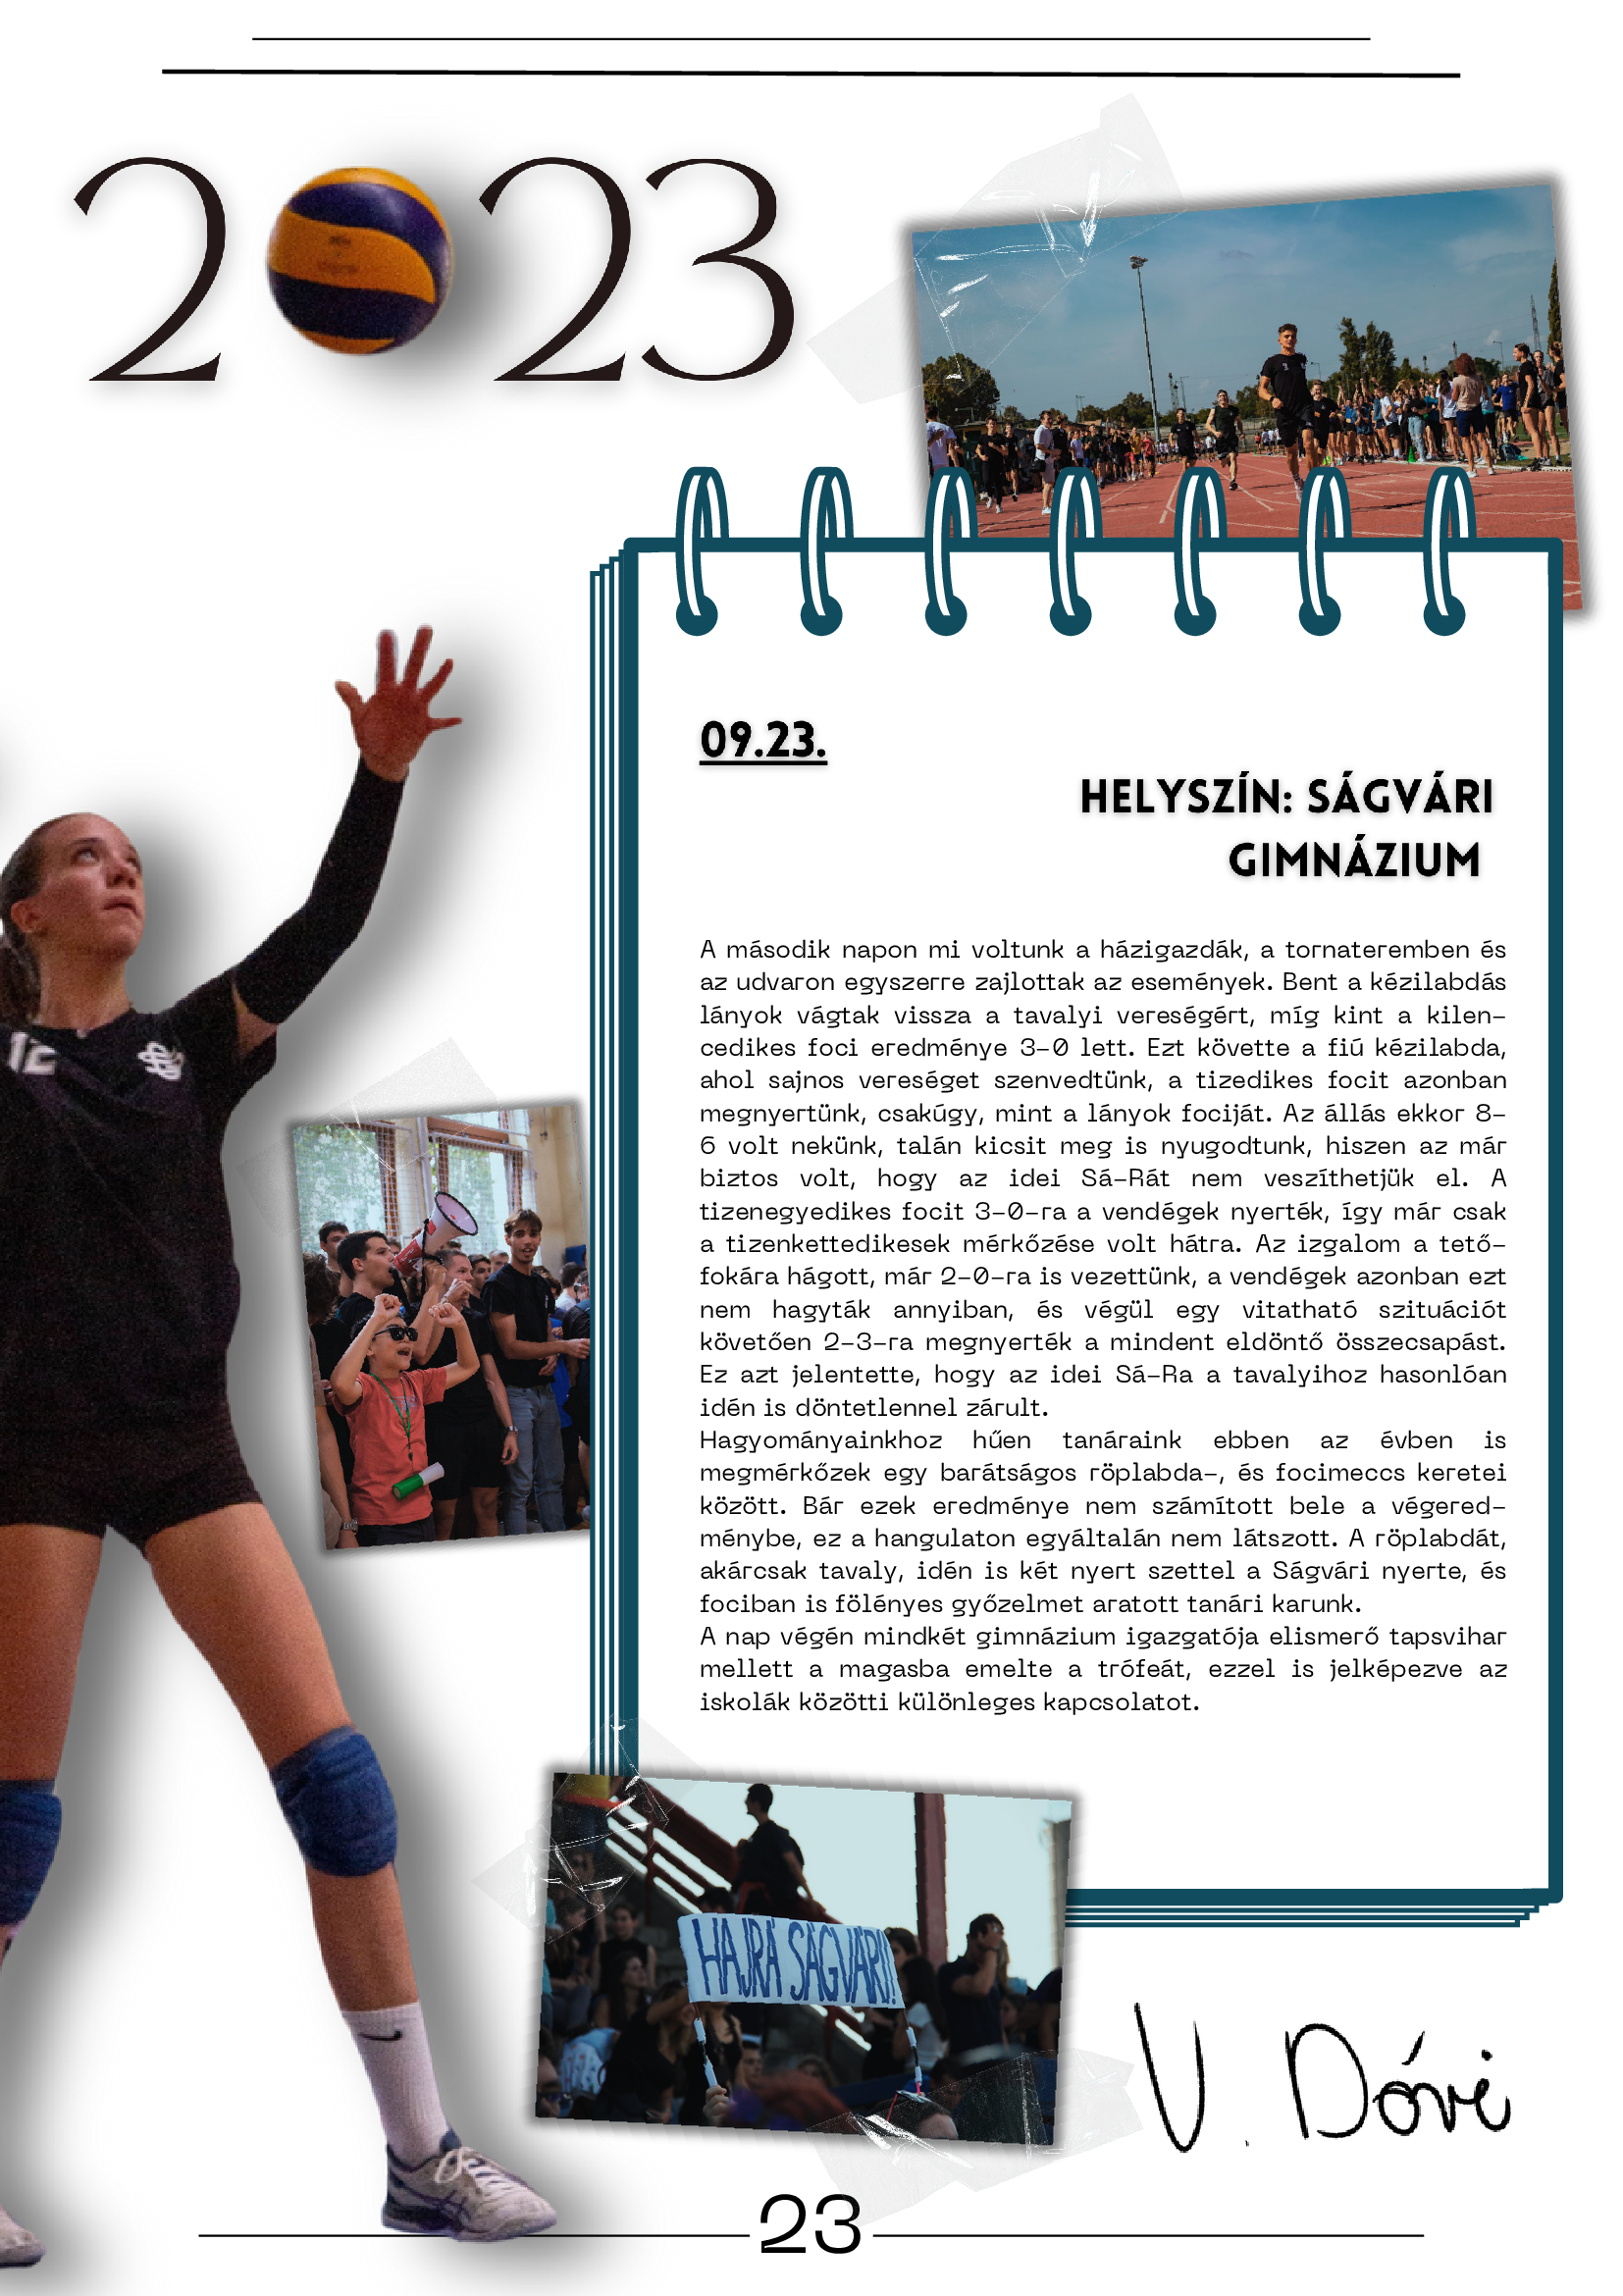 2023
09.23.
HELYSZÍN: SÁGVÁRI
GIMNÁZIUM
A második napon mi voltunk a házigazdák, a tornateremben és
az udvaron egyszerre zajlottak az események. Bent a kézilabdás
lányok vágtak vissza a tavalyi vereségért, míg kint a kilen-
cedikes foci eredménye 3-0 lett. Ezt követte a fiú kézilabda,
ahol sajnos vereséget szenvedtünk, a tizedikes focit azonban
megnyertünk, csakúgy, mint a lányok fociját. Az állás ekkor 8-
6 volt nekünk, talán kicsit meg is nyugodtunk, hiszen az már
biztos volt, hogy az idei Sá-Rát nem veszíthetjük el. A
tizenegyedikes focit 3-0-ra a vendégek nyerték, így már csak
a tizenkettedikesek mérkőzése volt hátra. Az izgalom a tető-
fokára hágott, már 2-0-ra is vezettünk, a vendégek azonban ezt
nem hagyták annyiban, és végül egy vitatható szituációt
követően 2-3-ra megnyerték a mindent eldöntő összecsapást.
Ez azt jelentette, hogy az idei Sá-Ra a tavalyihoz hasonlóan
idén is döntetlennel zárult.
Hagyományainkhoz hűen tanáraink ebben az évben is
megmérkőzek egy barátságos röplabda-, és focimeccs keretei
között. Bár ezek eredménye nem számított bele a végered-
ménybe, ez a hangulaton egyáltalán nem látszott. A röplabdát,
akárcsak tavaly, idén is két nyert szettel a Ságvári nyerte, és
fociban is fölényes győzelmet aratott tanári karunk.
A nap végén mindkét gimnázium igazgatója elismerő tapsvihar
mellett a magasba emelte a trófeát, ezzel is jelképezve az
iskolák közötti különleges kapcsolatot.
12
HAJRÁ SÁGVÁRI!
V. Dóri
23